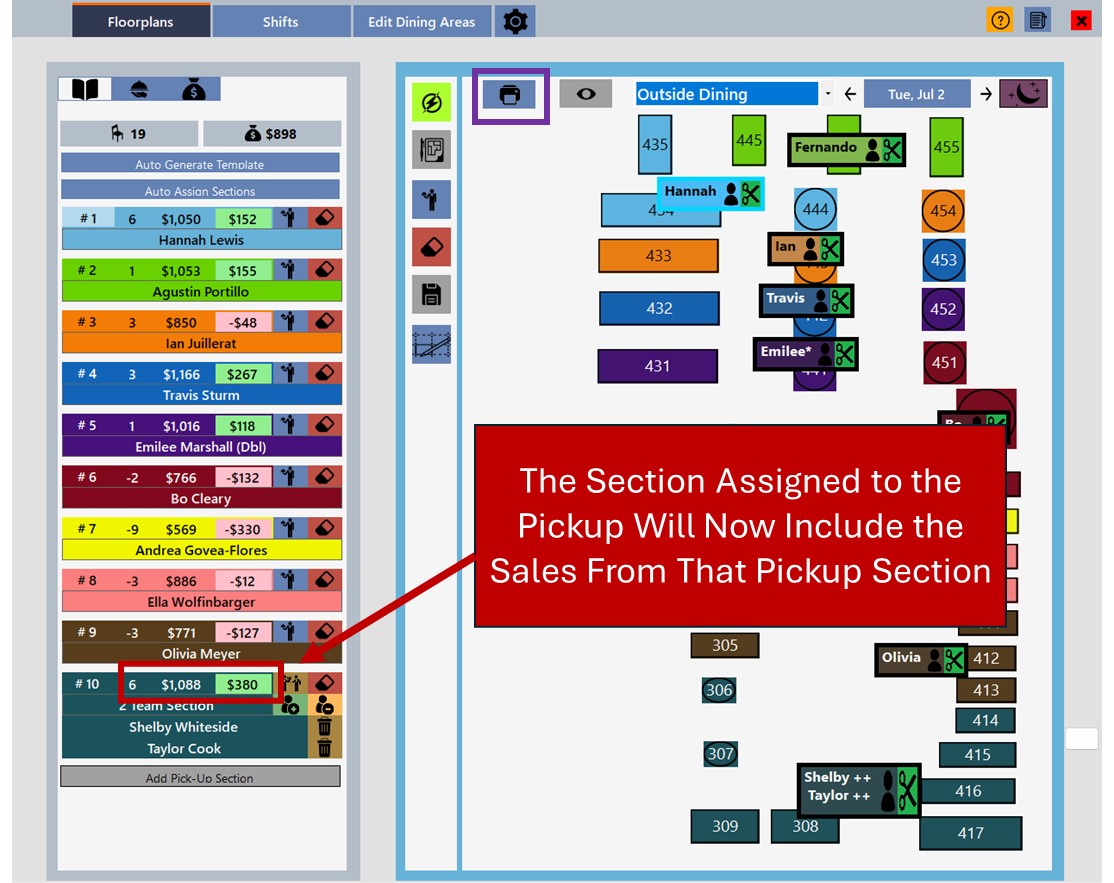 Floorplans
Shifts
Edit Dining Areas
Outside Dining
Tue, Jul 2
19
$898
Auto Generate Template
Auto Assign Sections
# 1 6 $1,050 $152
Hannah Lewis
# 2 1 $1,053 $155
Agustin Portillo
# 3 3 $850 -$48
Ian Juillerat
# 4 3 $1,166 $267
Travis Sturm
# 5 1 $1,016 $118
Emilee Marshall (Dbl)
# 6 -2 $766 -$132
Bo Cleary
# 7 -9 $569 -$330
Andrea Govea-Flores
# 8 -3 $886 -$12
Ella Wolfinbarger
# 9 -3 $771 -$127
Olivia Meyer
# 10 6 $1,088 $380
2 Team Section
Shelby Whiteside
Taylor Cook
Add Pick-Up Section
435
445
Fernando
455
Hannah
434
444
454
Ian
433
453
Travis
432
452
Emilee*
431
441
451
Bo
The Section Assigned to the
Pickup Will Now Include the
Sales From That Pickup Section
305
Olivia
412
306
413
414
307
415
Shelby ++
Taylor ++
416
309
308
417